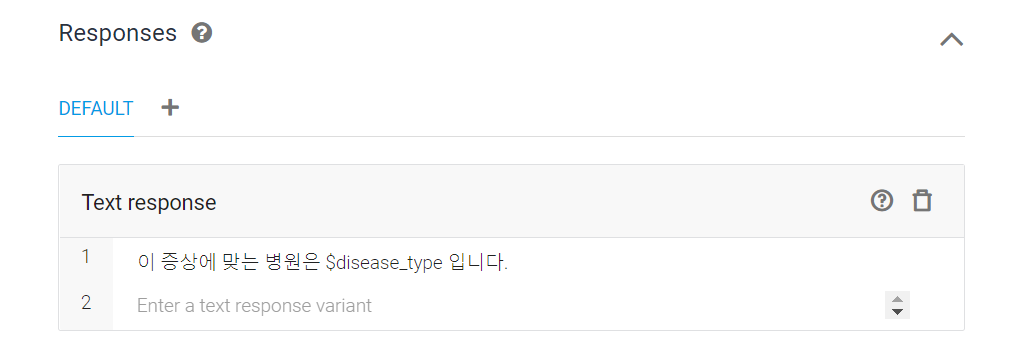 Responses
DEFAULT
Text response
1 이 증상에 맞는 병원은 $disease_type 입니다.
2 Enter a text response variant